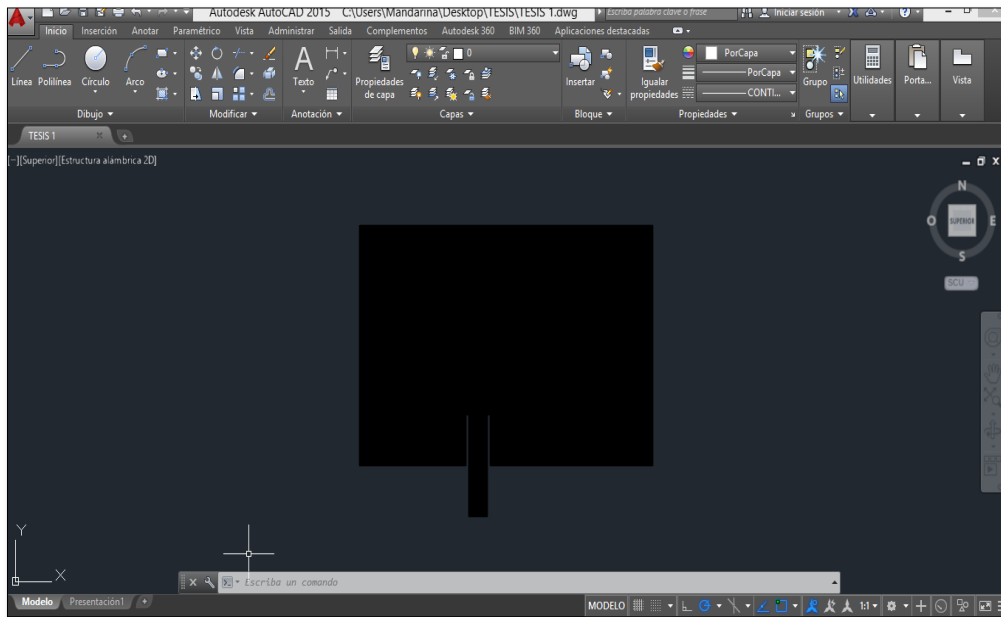 Autodesk AutoCAD 2015 C:\Users\Mandarina\Desktop\TESIS\TESIS 1.dwg Escriba palabra clave o frase Iniciar sesión
Inicio Inserción Anotar Paramétrico Vista Administrar Salida Complementos Autodesk 360 BIM 360 Aplicaciones destacadas
Línea Polilínea Círculo Arco
Texto
Propiedades de capa
0
Insertar
Igualar propiedades
PorCapa
PorCapa
CONTI...
Grupo
Utilidades
Porta...
Vista
Dibujo Modificar Anotación Capas Bloque Propiedades Grupos
TESIS 1
[−][Superior][Estructura alámbrica 2D]
N
O SUPERIOR E
S
SCU
Y
X
Escriba un comando
Modelo Presentación1
MODELO 1:1